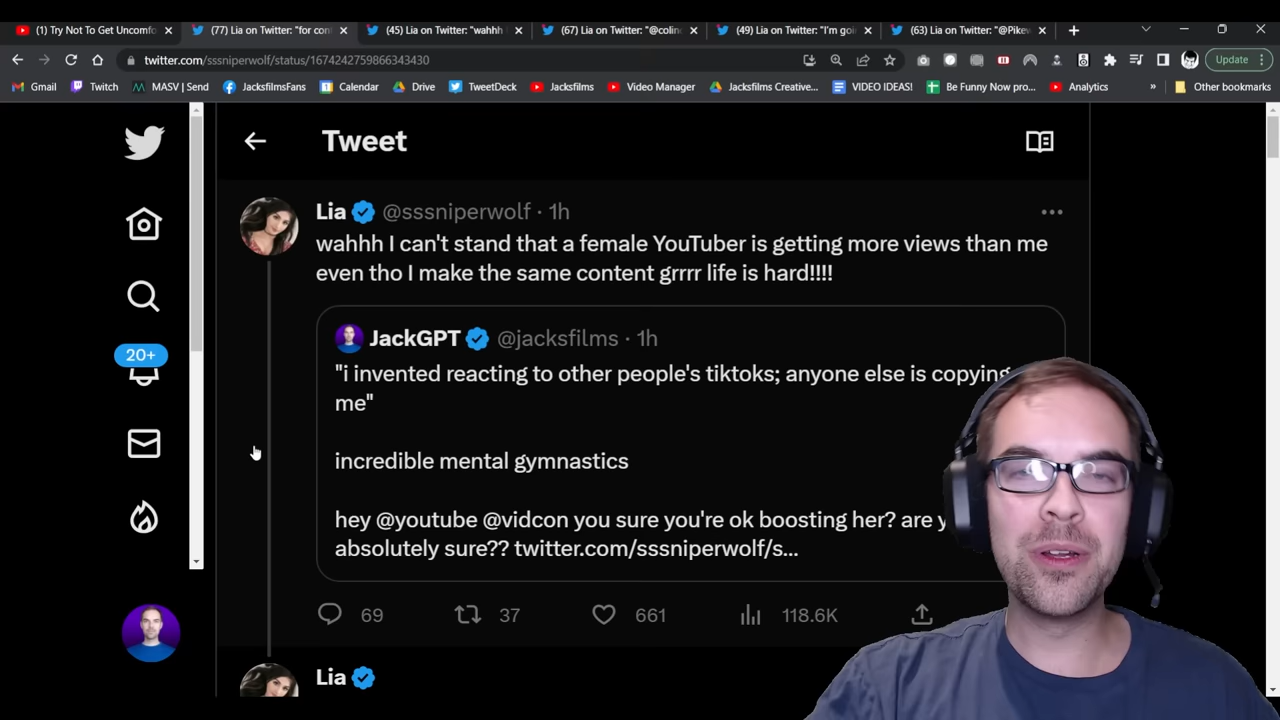 (1) Try Not To Get Uncomfo
(77) Lia on Twitter: "for con
(45) Lia on Twitter: "wahhh
(67) Lia on Twitter: "@colin
(49) Lia on Twitter: "I'm goi
(63) Lia on Twitter: "@Pikev
twitter.com/sssniperwolf/status/1674242759866343430
Update
Gmail
Twitch
MASV | Send
JacksfilmsFans
Calendar
Drive
TweetDeck
Jacksfilms
Video Manager
Jacksfilms Creative...
VIDEO IDEAS!
Be Funny Now pro...
Analytics
»
Other bookmarks
Tweet
Lia @sssniperwolf · 1h
wahhh I can't stand that a female YouTuber is getting more views than me
even tho I make the same content grrrr life is hard!!!!
JackGPT @jacksfilms · 1h
"i invented reacting to other people's tiktoks; anyone else is copying
me"
incredible mental gymnastics
hey @youtube @vidcon you sure you're ok boosting her? are y
absolutely sure?? twitter.com/sssniperwolf/s...
20+
69
37
661
118.6K
Lia